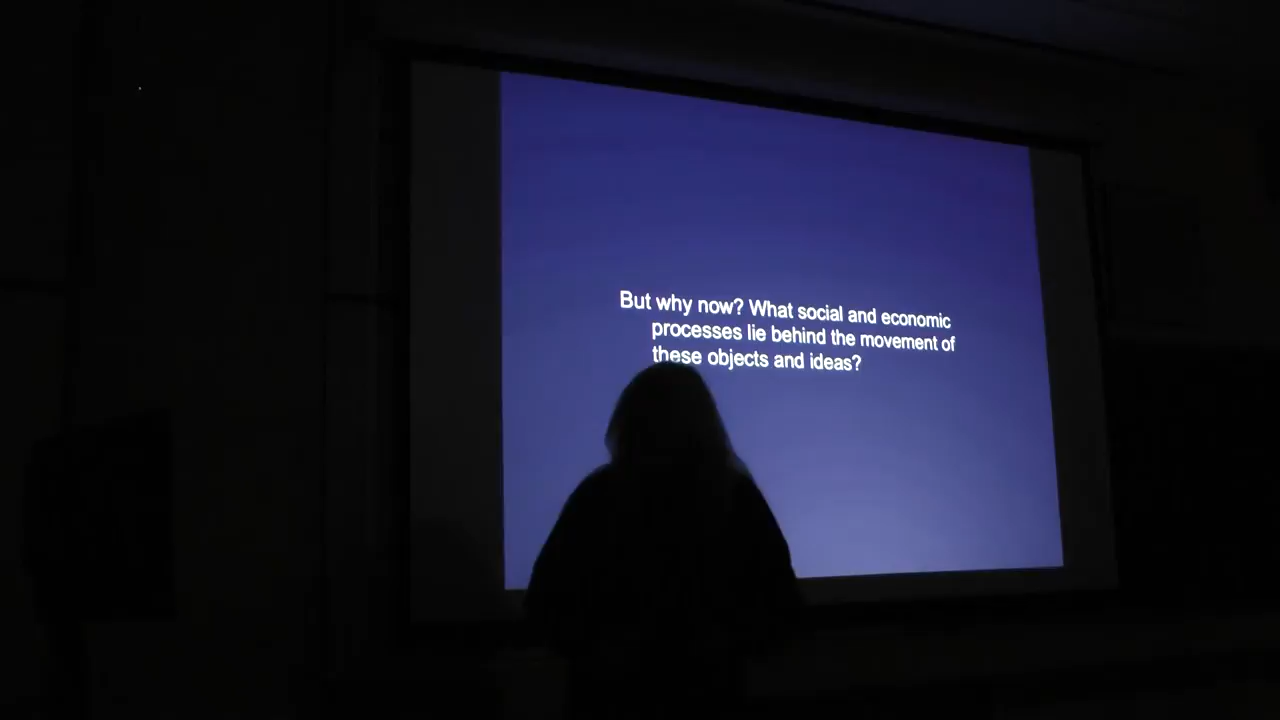 But why now? What social and economic
processes lie behind the movement of
these objects and ideas?